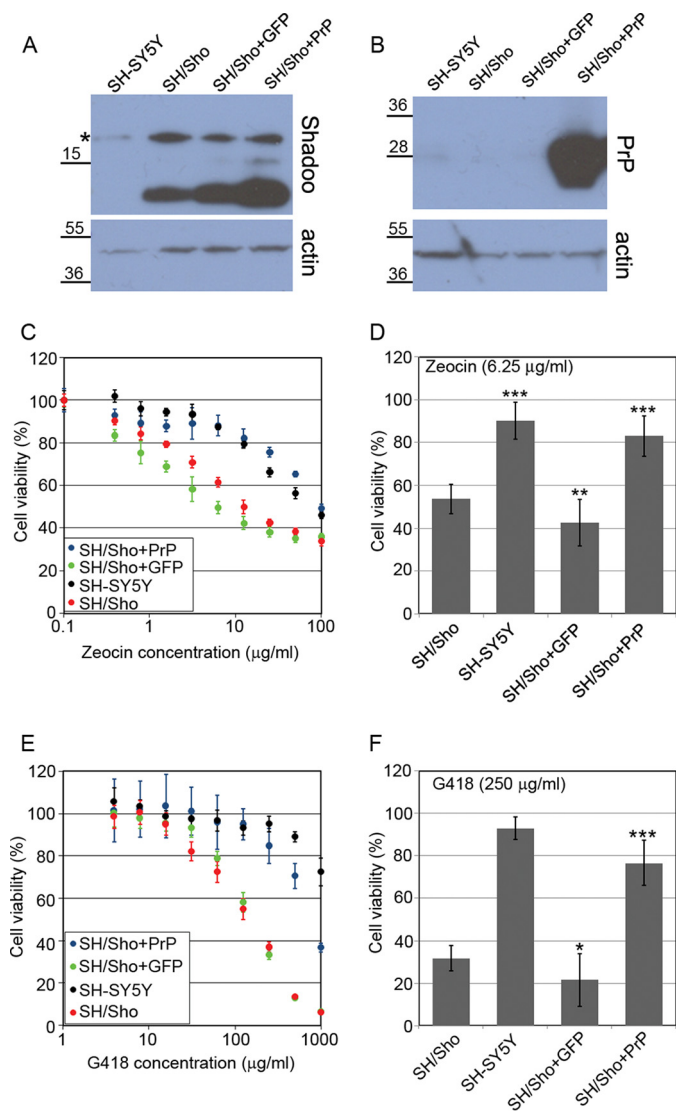 A
SH-SY5Y
SH/Sho
SH/Sho+GFP
SH/Sho+PrP
*
15
Shadoo
55
36
actin
B
SH-SY5Y
SH/Sho
SH/Sho+GFP
SH/Sho+PrP
36
28
PrP
55
36
actin
C
120
100
80
60
40
20
0
Cell viability (%)
SH/Sho+PrP
SH/Sho+GFP
SH-SY5Y
SH/Sho
0.1 1 10 100
Zeocin concentration (µg/ml)
D
120
100
80
60
40
20
0
Cell viability (%)
Zeocin (6.25 µg/ml)
***
**
***
SH/Sho
SH-SY5Y
SH/Sho+GFP
SH/Sho+PrP
E
120
100
80
60
40
20
0
Cell viability (%)
SH/Sho+PrP
SH/Sho+GFP
SH-SY5Y
SH/Sho
1 10 100 1000
G418 concentration (µg/ml)
F
120
100
80
60
40
20
0
Cell viability (%)
G418 (250 µg/ml)
*
***
SH/Sho
SH-SY5Y
SH/Sho+GFP
SH/Sho+PrP